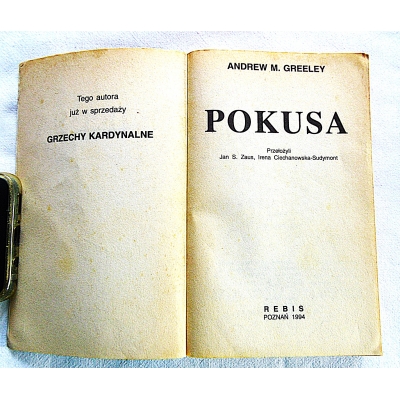 Tego autora
już w sprzedaży
GRZECHY KARDYNALNE
ANDREW M. GREELEY
POKUSA
Przełożyli
Jan S. Zaus, Irena Ciechanowska-Sudymont
REBIS
POZNAŃ 1994